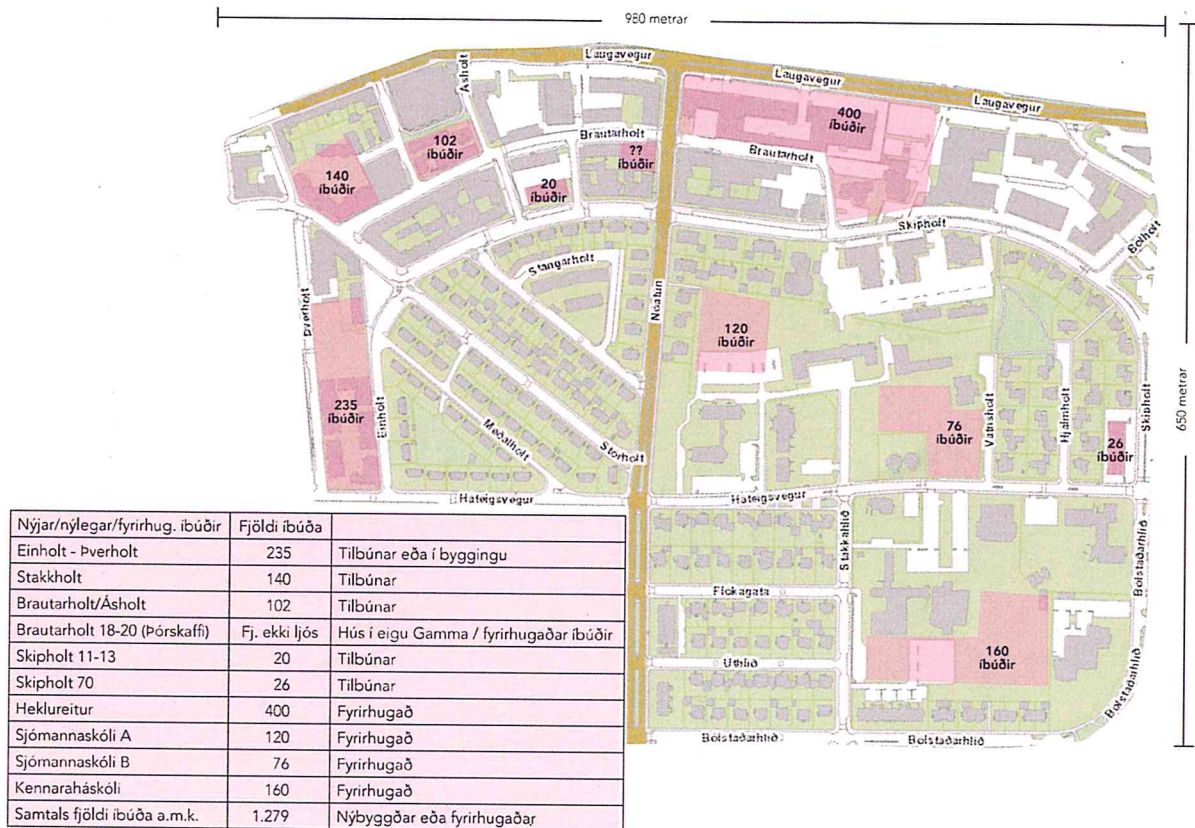 980 metrar
650 metrar
Laugavegur
Laugavegur
Laugavegur
Ásholt
Brautarholt
Brautarholt
400
íbúðir
102
íbúðir
??
íbúðir
140
íbúðir
20
íbúðir
Skipholt
Bolholt
Stangarholt
Nóatún
Þverholt
120
íbúðir
235
íbúðir
Einholt
Meðalholt
Stórholt
76
íbúðir
Vatnsholt
Hjálmholt
26
íbúðir
Skipholt
Háteigsvegur
Háteigsvegur
Stakkahlíð
Bólstaðarhlíð
Flókagata
Úthlíð
160
íbúðir
Bólstaðarhlíð
Bólstaðarhlíð
Bólstaðarhlíð
Nýjar/nýlegar/fyrirhug. íbúðir Fjöldi íbúða
Einholt - Þverholt 235 Tilbúnar eða í byggingu
Stakkholt 140 Tilbúnar
Brautarholt/Ásholt 102 Tilbúnar
Brautarholt 18-20 (Þórskaffi) Fj. ekki ljós Hús í eigu Gamma / fyrirhugaðar íbúðir
Skipholt 11-13 20 Tilbúnar
Skipholt 70 26 Tilbúnar
Heklureitur 400 Fyrirhugað
Sjómannaskóli A 120 Fyrirhugað
Sjómannaskóli B 76 Fyrirhugað
Kennaraháskóli 160 Fyrirhugað
Samtals fjöldi íbúða a.m.k. 1.279 Nýbyggðar eða fyrirhugaðar